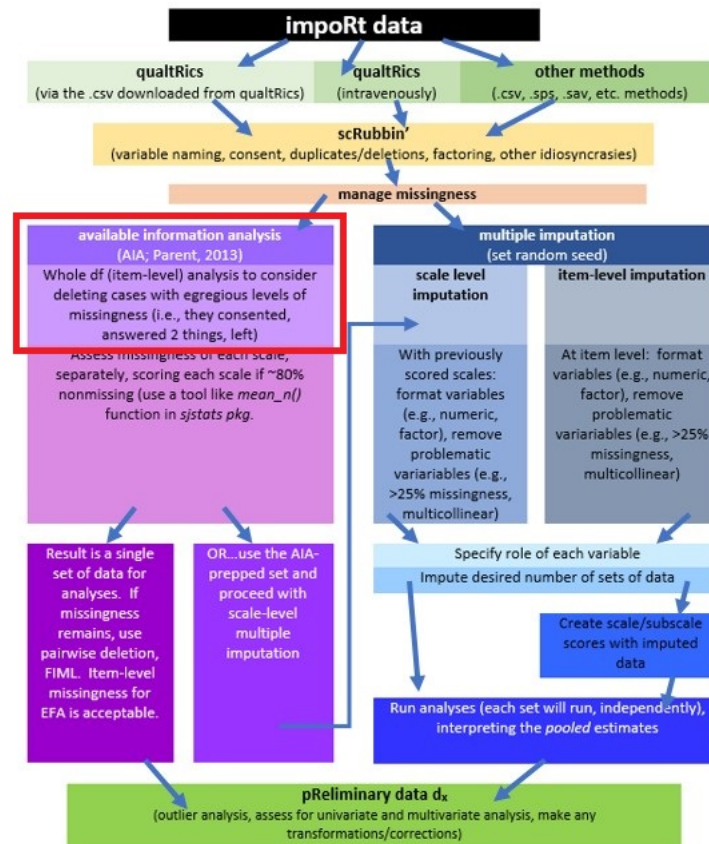 impoRt data
qualtRics
(via the .csv downloaded from qualtRics)
qualtRics
(intravenously)
other methods
(.csv, .sps, .sav, etc. methods)
scRubbin’
(variable naming, consent, duplicates/deletions, factoring, other idiosyncrasies)
manage missingness
available information analysis
(AIA; Parent, 2013)
Whole df (item-level) analysis to consider
deleting cases with egregious levels of
missingness (i.e., they consented,
answered 2 things, left)
Assess missingness of each scale,
separately, scoring each scale if ~80%
nonmissing (use a tool like mean_n()
function in sjstats pkg.
multiple imputation
(set random seed)
scale level
imputation
With previously
scored scales:
format variables
(e.g., numeric,
factor), remove
problematic
varariables (e.g.,
>25% missingness,
multicollinear)
item-level imputation
At item level: format
variables (e.g., numeric,
factor), remove
problematic
variariables (e.g., >25%
missingness,
multicollinear)
Result is a single
set of data for
analyses. If
missingness
remains, use
pairwise deletion,
FIML. Item-level
missingness for
EFA is acceptable.
OR...use the AIA-
prepped set and
proceed with
scale-level
multiple
imputation
Specify role of each variable
Impute desired number of sets of data
Create scale/subscale
scores with imputed
data
Run analyses (each set will run, independently),
interpreting the pooled estimates
pReliminary data dx
(outlier analysis, assess for univariate and multivariate analysis, make any
transformations/corrections)